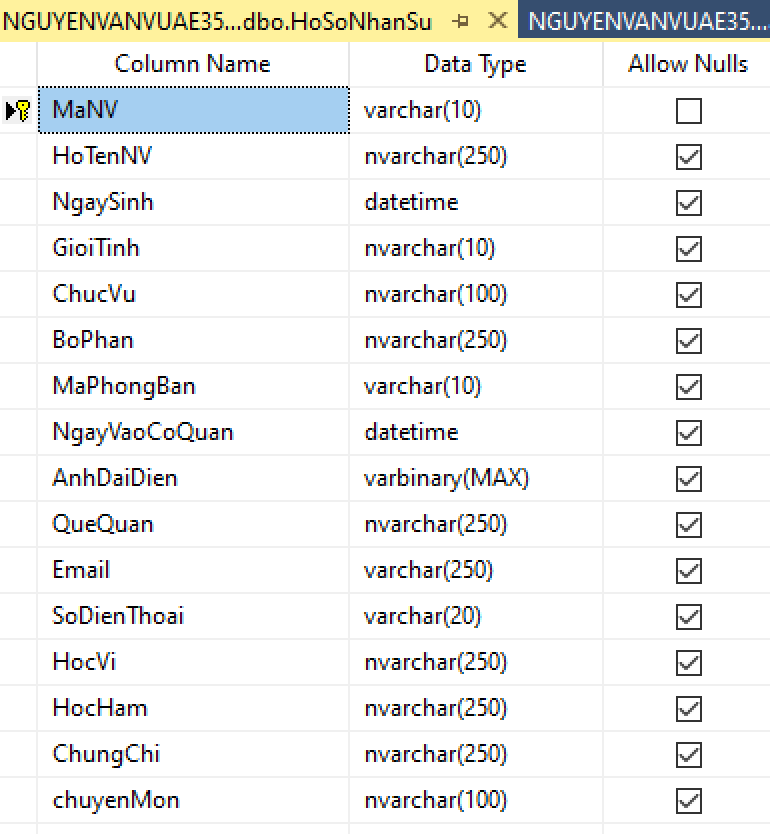 NGUYENVANVUAE35...dbo.HoSoNhanSu NGUYENVANVUAE35...
Column Name Data Type Allow Nulls
MaNV varchar(10)
HoTenNV nvarchar(250)
NgaySinh datetime
GioiTinh nvarchar(10)
ChucVu nvarchar(100)
BoPhan nvarchar(250)
MaPhongBan varchar(10)
NgayVaoCoQuan datetime
AnhDaiDien varbinary(MAX)
QueQuan nvarchar(250)
Email varchar(250)
SoDienThoai varchar(20)
HocVi nvarchar(250)
HocHam nvarchar(250)
ChungChi nvarchar(250)
chuyenMon nvarchar(100)